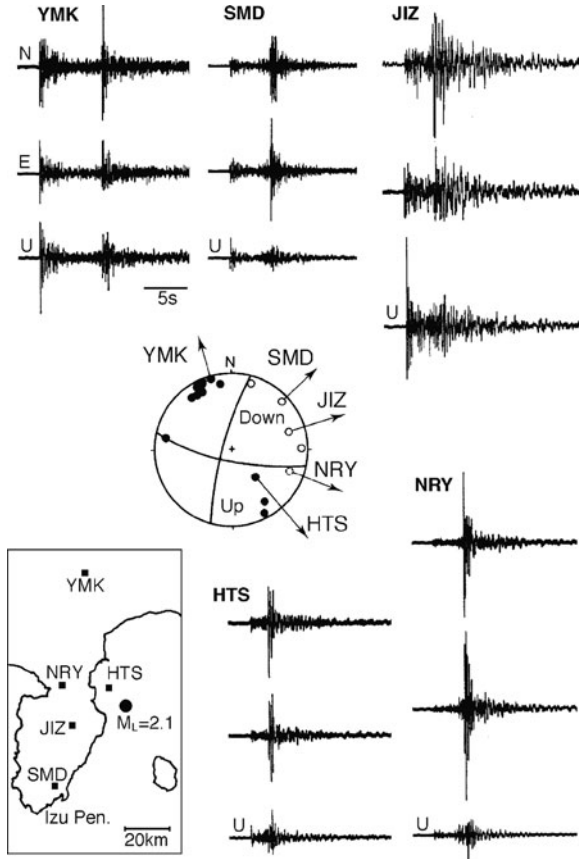 YMK SMD JIZ
N
E
U U
U
5s
YMK N SMD
Down JIZ
NRY
Up HTS
NRY
HTS
YMK
NRY HTS
JIZ M_L=2.1
SMD
Izu Pen.
20km
U U